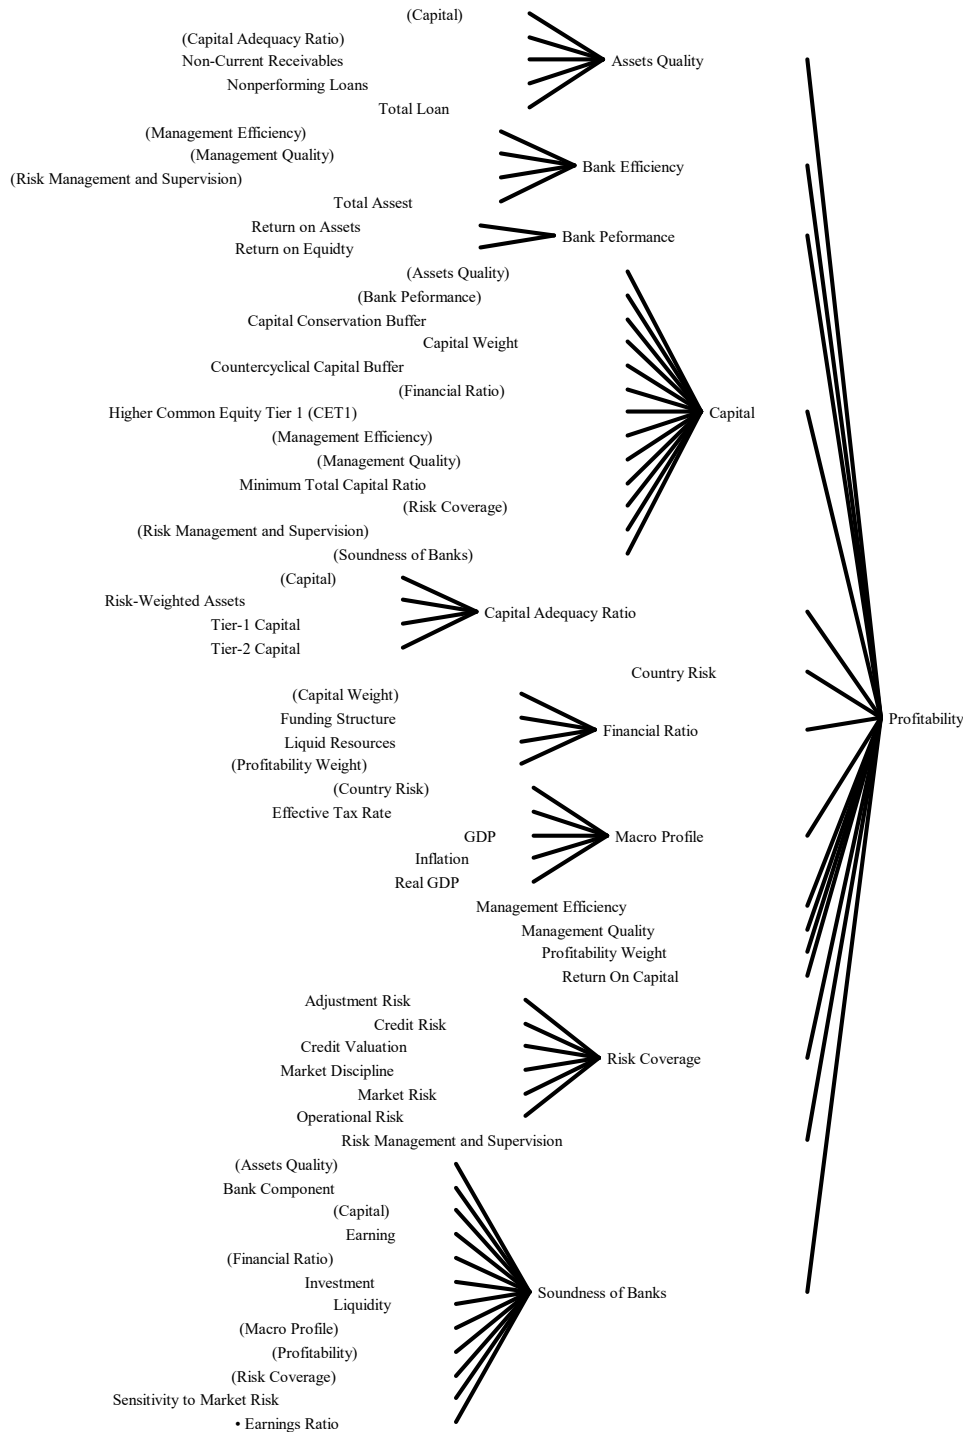 (Capital)
(Capital Adequacy Ratio)
Non-Current Receivables
Assets Quality
Nonperforming Loans
Total Loan
(Management Efficiency)
(Management Quality)
Bank Efficiency
(Risk Management and Supervision)
Total Assest
Return on Assets
Bank Peformance
Return on Equidty
(Assets Quality)
(Bank Peformance)
Capital Conservation Buffer
Capital Weight
Countercyclical Capital Buffer
(Financial Ratio)
Higher Common Equity Tier 1 (CET1)
Capital
(Management Efficiency)
(Management Quality)
Minimum Total Capital Ratio
(Risk Coverage)
(Risk Management and Supervision)
(Soundness of Banks)
(Capital)
Risk-Weighted Assets
Capital Adequacy Ratio
Tier-1 Capital
Tier-2 Capital
Country Risk
(Capital Weight)
Funding Structure
Profitability
Financial Ratio
Liquid Resources
(Profitability Weight)
(Country Risk)
Effective Tax Rate
GDP
Macro Profile
Inflation
Real GDP
Management Efficiency
Management Quality
Profitability Weight
Return On Capital
Adjustment Risk
Credit Risk
Credit Valuation
Risk Coverage
Market Discipline
Market Risk
Operational Risk
Risk Management and Supervision
(Assets Quality)
Bank Component
(Capital)
Earning
(Financial Ratio)
Investment
Soundness of Banks
Liquidity
(Macro Profile)
(Profitability)
(Risk Coverage)
Sensitivity to Market Risk
• Earnings Ratio